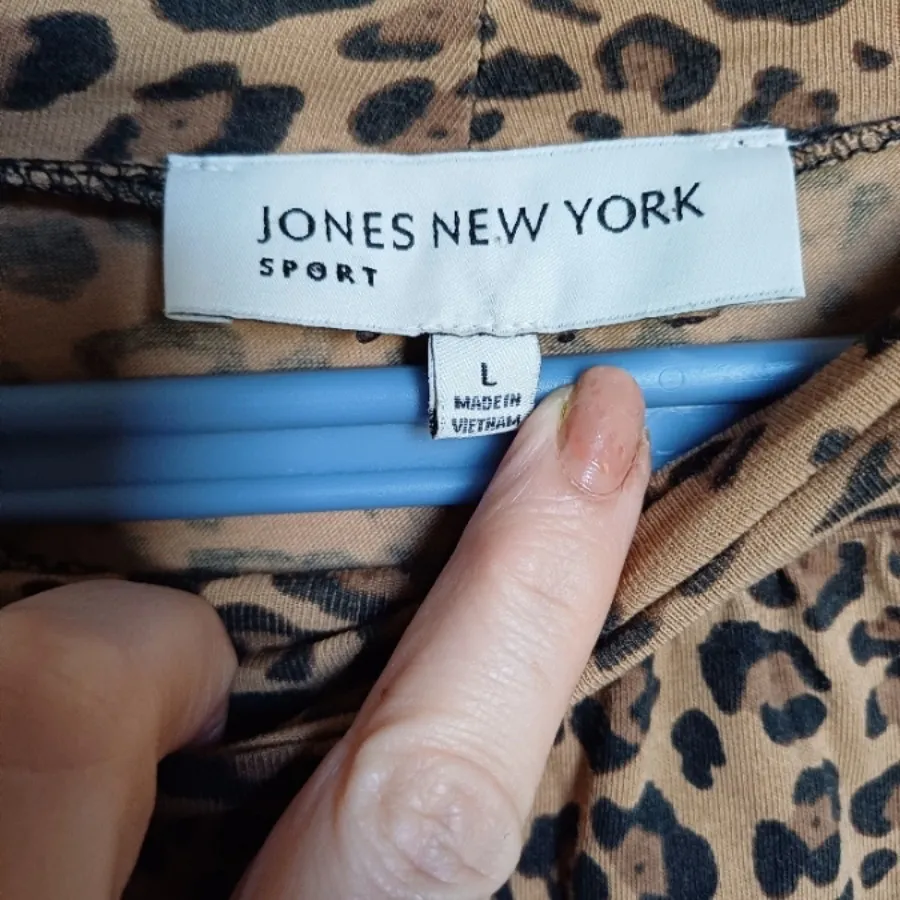 JONES NEW YORK
SPORT
L
MADE IN
VIETNAM